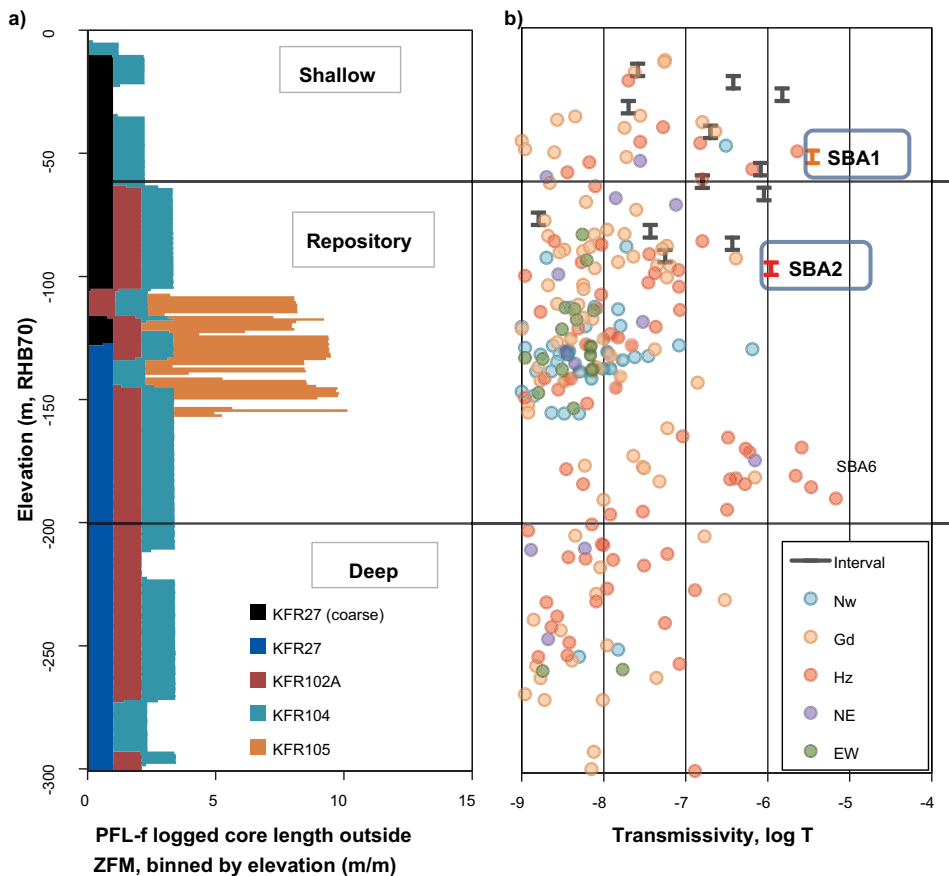 a)
0
-50
-100
-150
-200
-250
-300
Elevation (m, RHB70)
Shallow
Repository
Deep
KFR27 (coarse)
KFR27
KFR102A
KFR104
KFR105
0
5
10
15
PFL-f logged core length outside
ZFM, binned by elevation (m/m)
b)
SBA1
SBA2
SBA6
Interval
Nw
Gd
Hz
NE
EW
-9
-8
-7
-6
-5
-4
Transmissivity, log T